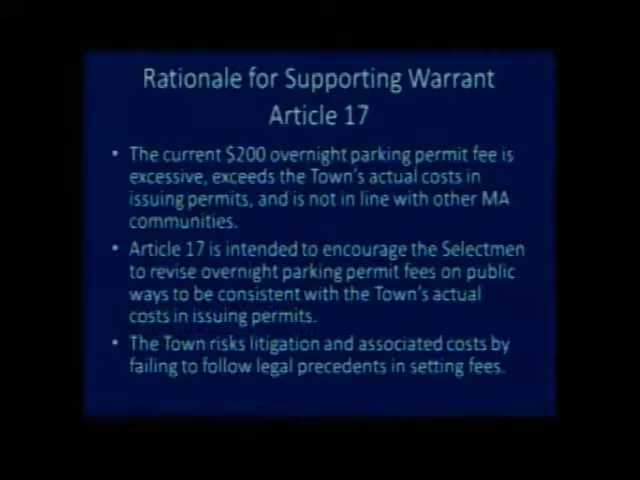 Rationale for Supporting Warrant
Article 17
• The current $200 overnight parking permit fee is
excessive, exceeds the Town's actual costs in
issuing permits, and is not in line with other MA
communities.
• Article 17 is intended to encourage the Selectmen
to revise overnight parking permit fees on public
ways to be consistent with the Town's actual
costs in issuing permits.
• The Town risks litigation and associated costs by
failing to follow legal precedents in setting fees.